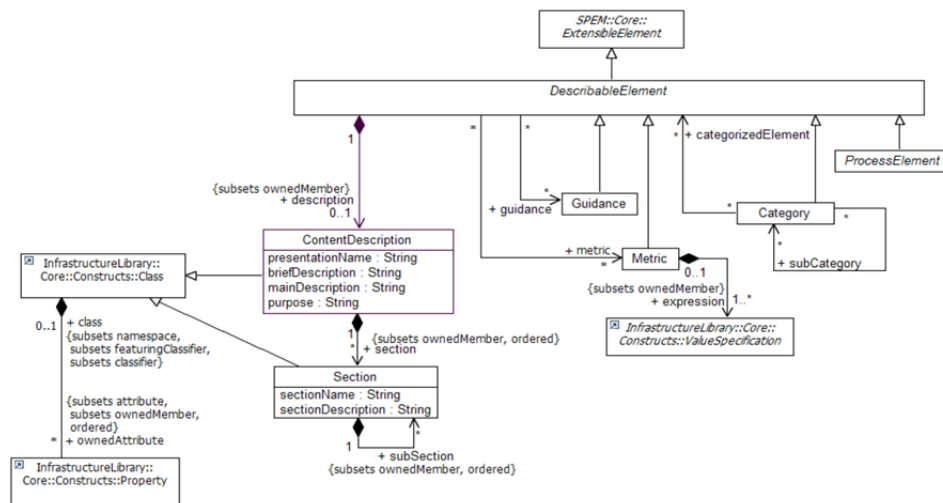 SPEM::Core::
ExtensibleElement
DescribableElement
1
*
*
* + categorizedElement
ProcessElement
{subsets ownedMember}
+ description
0..1
*
+ guidance
Guidance
*
Category
*
*
+ subCategory
ContentDescription
presentationName : String
briefDescription : String
mainDescription : String
purpose : String
+ metric
*
Metric
0..1
{subsets ownedMember}
+ expression
1..*
InfrastructureLibrary::Core::
Constructs::ValueSpecification
InfrastructureLibrary::
Core::Constructs::Class
0..1
+ class
{subsets namespace,
subsets featuringClassifier,
subsets classifier}
1
{subsets ownedMember, ordered}
*
+ section
Section
sectionName : String
sectionDescription : String
1
*
+ subSection
{subsets ownedMember, ordered}
{subsets attribute,
subsets ownedMember,
ordered}
* + ownedAttribute
InfrastructureLibrary::
Core::Constructs::Property